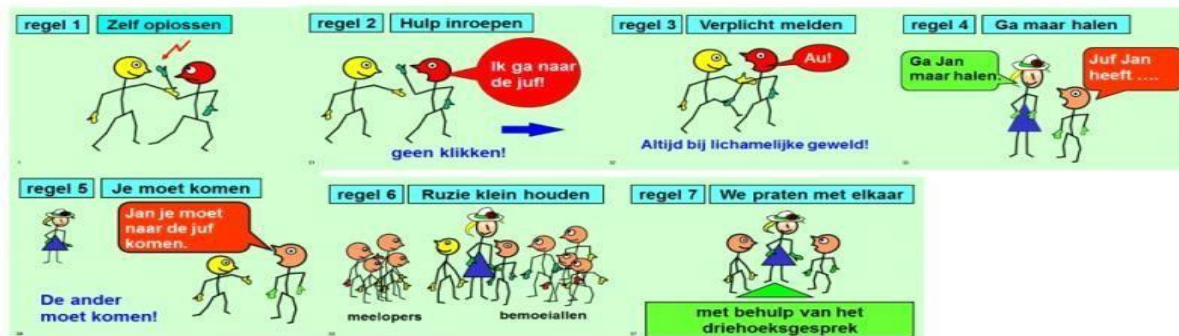 regel 1 Zelf oplossen
regel 2 Hulp inroepen
Ik ga naar
de juf!
geen klikken!
regel 3 Verplicht melden
Au!
Altijd bij lichamelijke geweld!
regel 4 Ga maar halen
Ga Jan
maar halen.
Juf Jan
heeft ....
regel 5 Je moet komen
Jan je moet
naar de juf
komen.
De ander
moet komen!
regel 6 Ruzie klein houden
meelopers
bemoeiallen
regel 7 We praten met elkaar
met behulp van het
driehoeksgesprek